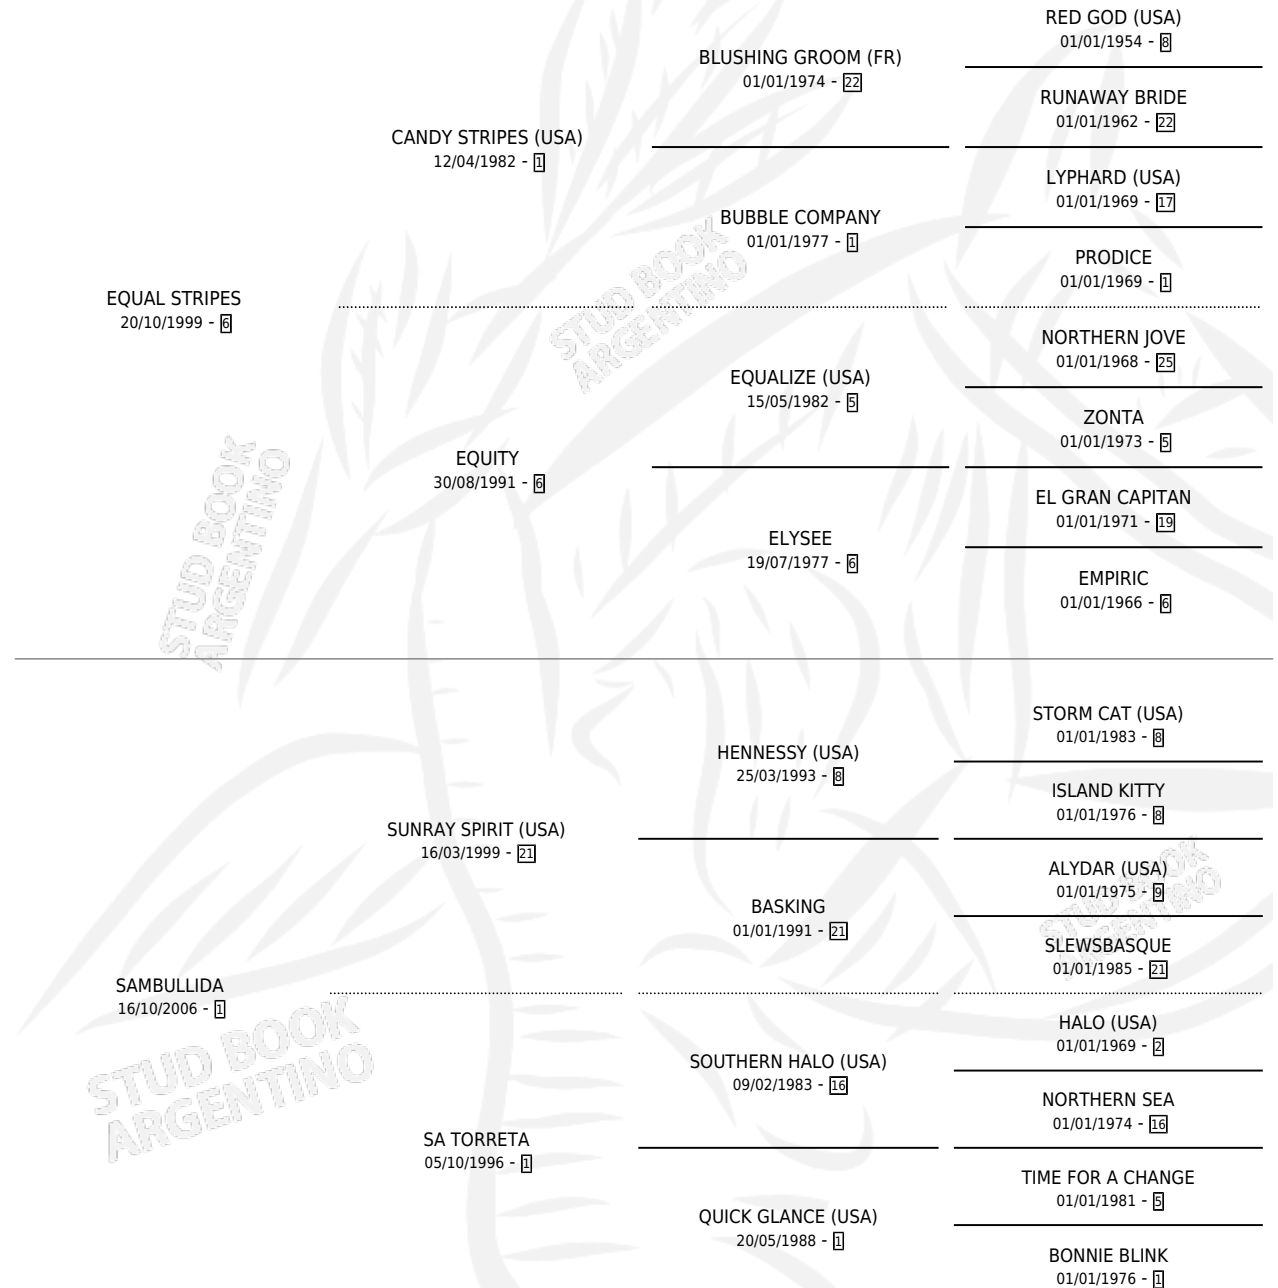 RED GOD (USA)
01/01/1954 - 8
BLUSHING GROOM (FR)
01/01/1974 - 22
RUNAWAY BRIDE
01/01/1962 - 22
CANDY STRIPES (USA)
12/04/1982 - 1
LYPHARD (USA)
01/01/1969 - 17
BUBBLE COMPANY
01/01/1977 - 1
PRODICE
01/01/1969 - 1
EQUAL STRIPES
20/10/1999 - 6
STUD BOOK
ARGENTINO
NORTHERN JOVE
01/01/1968 - 25
EQUALIZE (USA)
15/05/1982 - 5
ZONTA
01/01/1973 - 5
EQUITY
30/08/1991 - 6
EL GRAN CAPITAN
01/01/1971 - 19
ELYSEE
19/07/1977 - 6
EMPIRIC
01/01/1966 - 6
STUD BOOK
ARGENTINO
STORM CAT (USA)
01/01/1983 - 8
HENNESSY (USA)
25/03/1993 - 8
ISLAND KITTY
01/01/1976 - 8
SUNRAY SPIRIT (USA)
16/03/1999 - 21
ALYDAR (USA)
01/01/1975 - 9
BASKING
01/01/1991 - 21
SLEWSBASQUE
01/01/1985 - 21
STUD BOOK
ARGENTINO
SAMBULLIDA
16/10/2006 - 1
STUD BOOK
ARGENTINO
HALO (USA)
01/01/1969 - 2
SOUTHERN HALO (USA)
09/02/1983 - 16
NORTHERN SEA
01/01/1974 - 16
SA TORRETA
05/10/1996 - 1
TIME FOR A CHANGE
01/01/1981 - 5
QUICK GLANCE (USA)
20/05/1988 - 1
BONNIE BLINK
01/01/1976 - 1